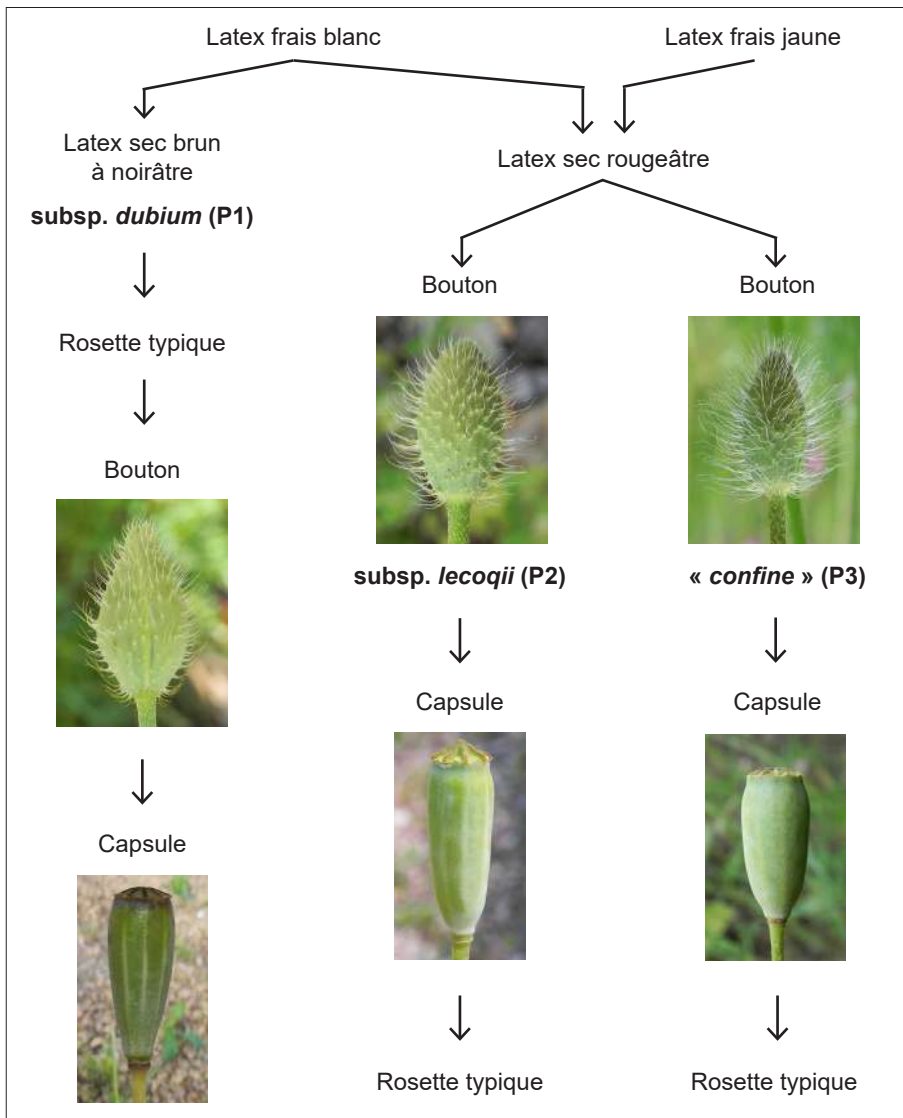 Latex frais blanc
Latex frais jaune
Latex sec brun
à noirâtre
subsp. dubium (P1)
Rosette typique
Bouton
Capsule
Latex sec rougeâtre
Bouton
subsp. lecoqii (P2)
Capsule
Rosette typique
Bouton
« confine » (P3)
Capsule
Rosette typique